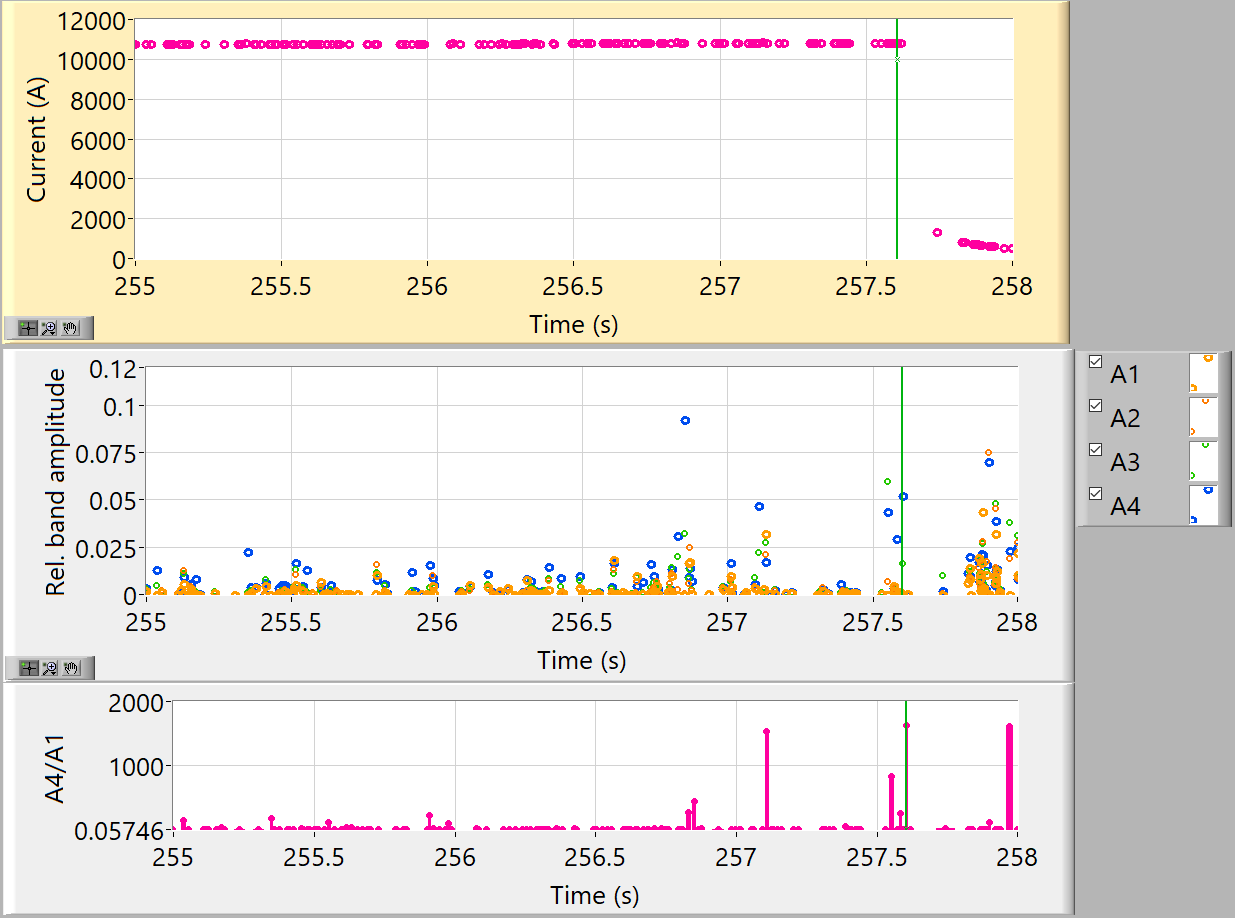 12000
10000
8000
6000
4000
2000
0
Current (A)
255 255.5 256 256.5 257 257.5 258
Time (s)
0.12
0.1
0.075
0.05
0.025
0
Rel. band amplitude
255 255.5 256 256.5 257 257.5 258
Time (s)
A1
A2
A3
A4
2000
1000
0.05746
A4/A1
255 255.5 256 256.5 257 257.5 258
Time (s)